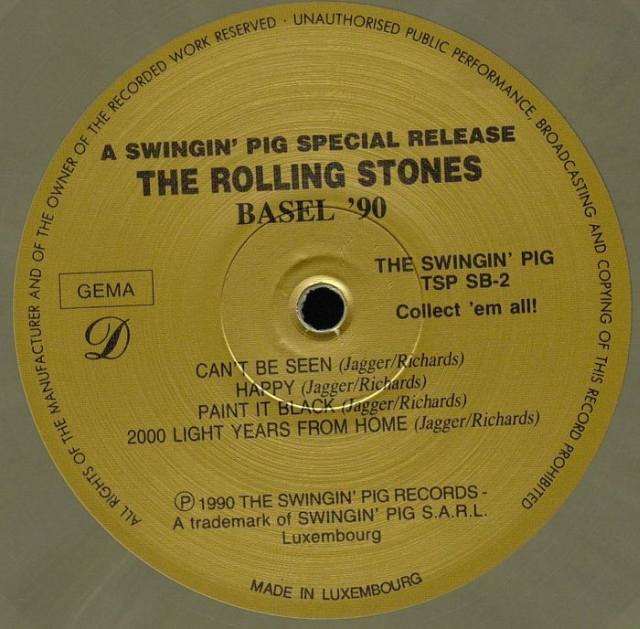 ALL RIGHTS OF THE MANUFACTURER AND OF THE OWNER OF THE RECORDED WORK RESERVED · UNAUTHORISED PUBLIC PERFORMANCE, BROADCASTING AND COPYING OF THIS RECORD PROHIBITED
A SWINGIN' PIG SPECIAL RELEASE
THE ROLLING STONES
BASEL '90
THE SWINGIN' PIG
TSP SB-2
Collect 'em all!
GEMA
D
CAN'T BE SEEN (Jagger/Richards)
HAPPY (Jagger/Richards)
PAINT IT BLACK (Jagger/Richards)
2000 LIGHT YEARS FROM HOME (Jagger/Richards)
Ⓟ 1990 THE SWINGIN' PIG RECORDS -
A trademark of SWINGIN' PIG S.A.R.L.
Luxembourg
MADE IN LUXEMBOURG